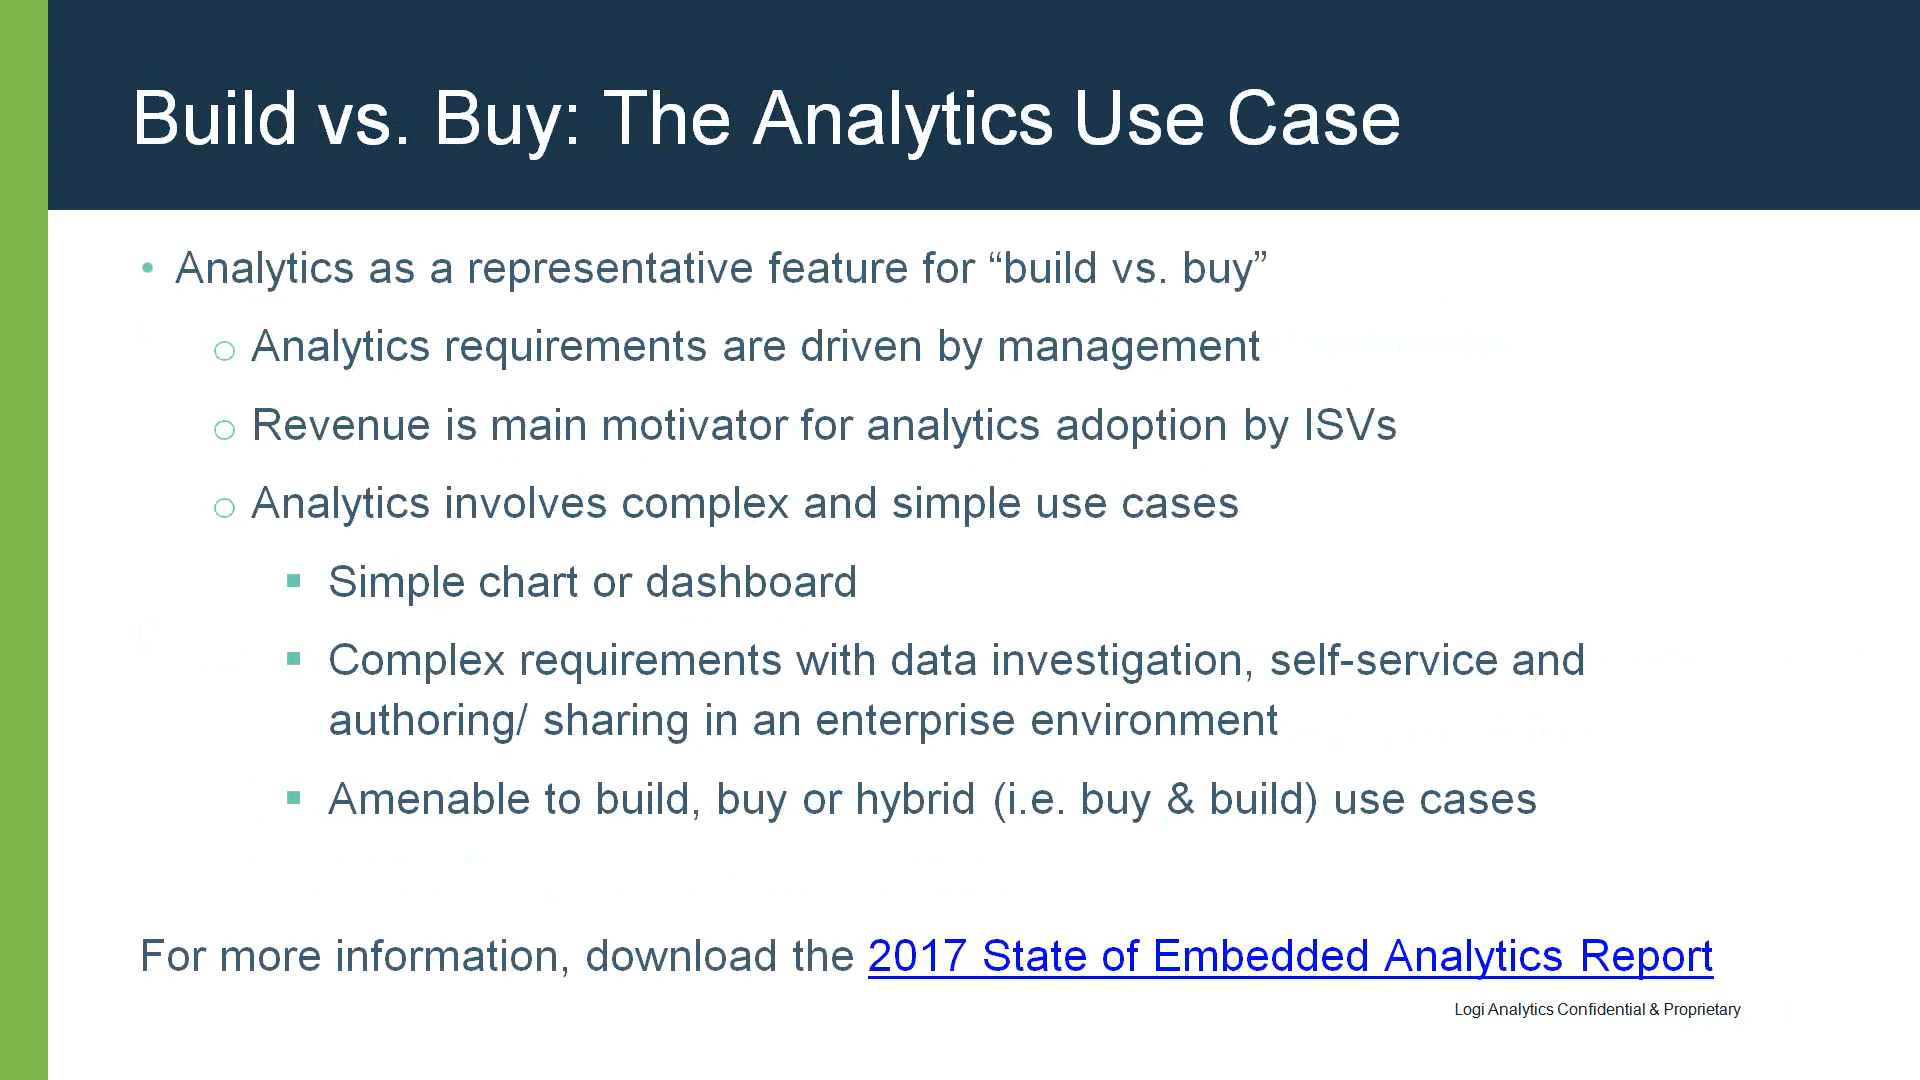 Build vs. Buy: The Analytics Use Case
• Analytics as a representative feature for “build vs. buy”
o Analytics requirements are driven by management
o Revenue is main motivator for analytics adoption by ISVs
o Analytics involves complex and simple use cases
▪ Simple chart or dashboard
▪ Complex requirements with data investigation, self-service and
authoring/ sharing in an enterprise environment
▪ Amenable to build, buy or hybrid (i.e. buy & build) use cases
For more information, download the 2017 State of Embedded Analytics Report
Logi Analytics Confidential & Proprietary